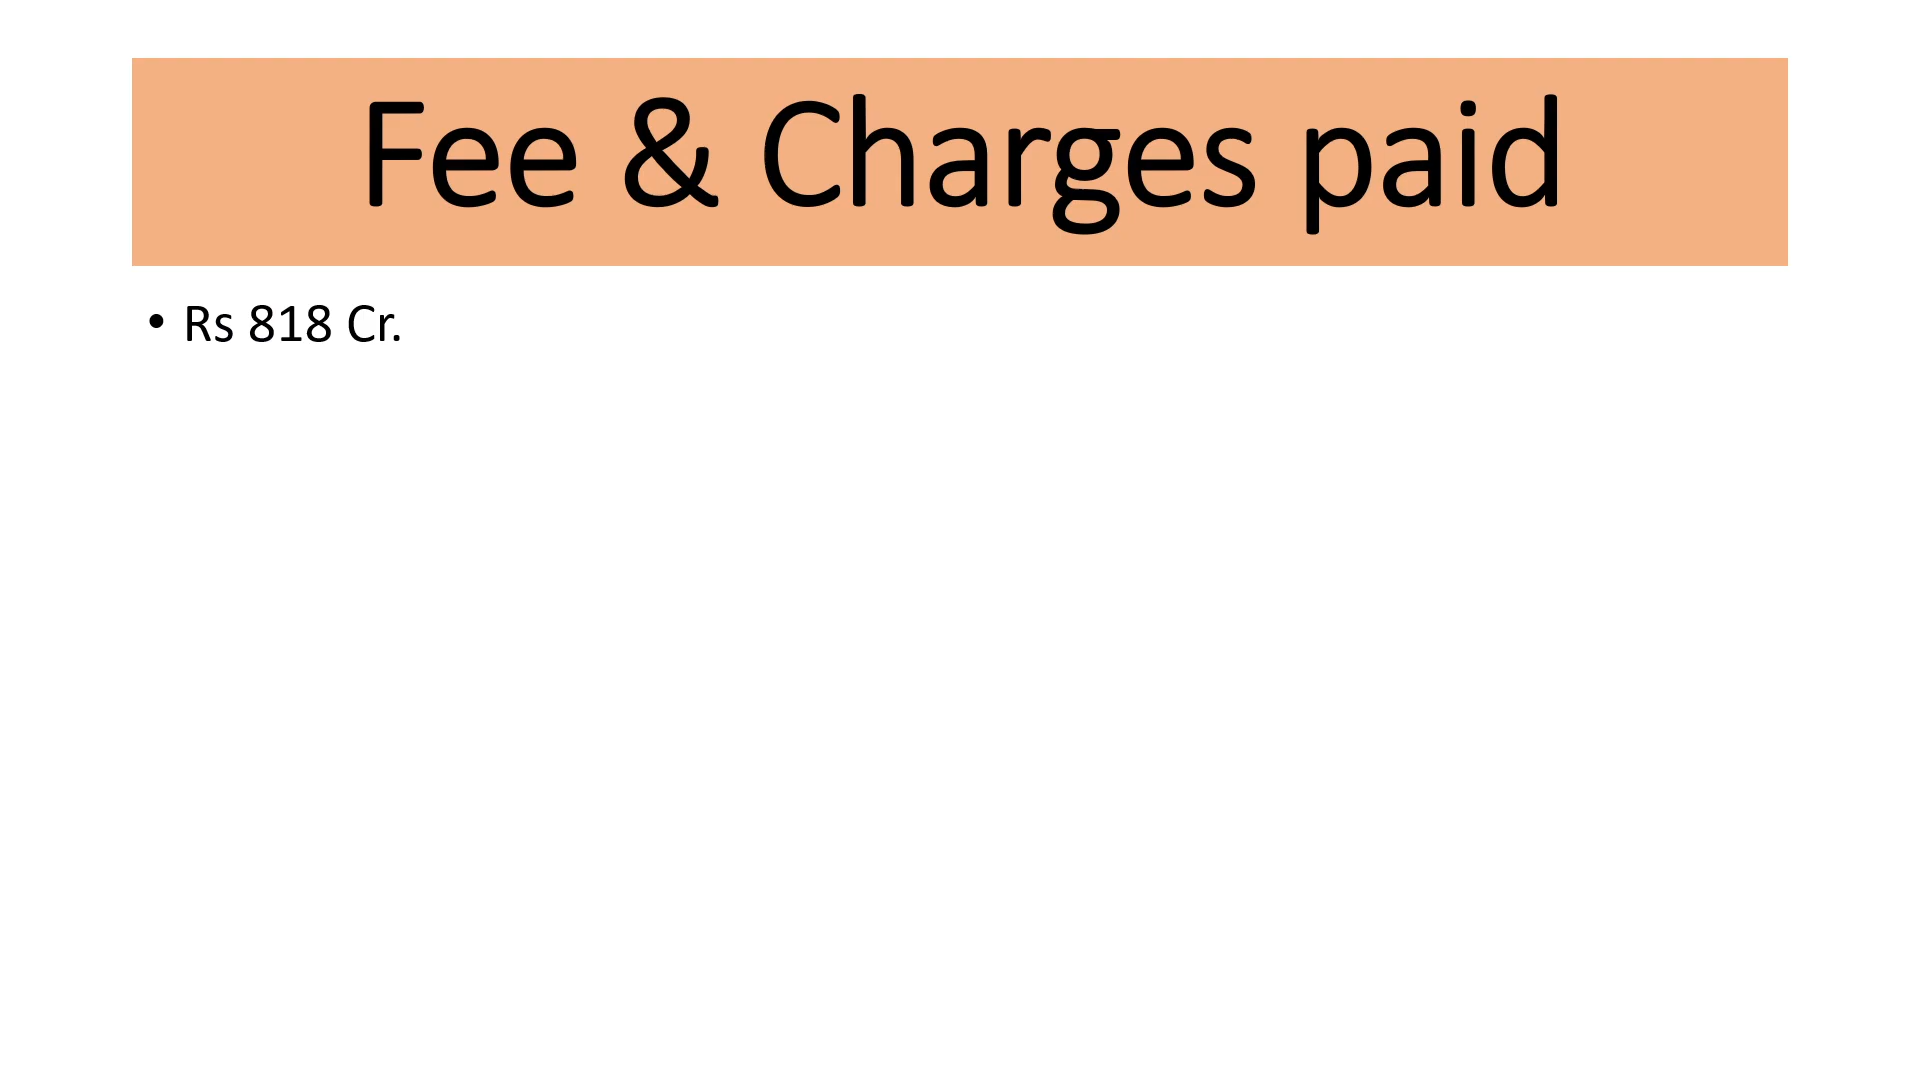 Fee & Charges paid
• Rs 818 Cr.